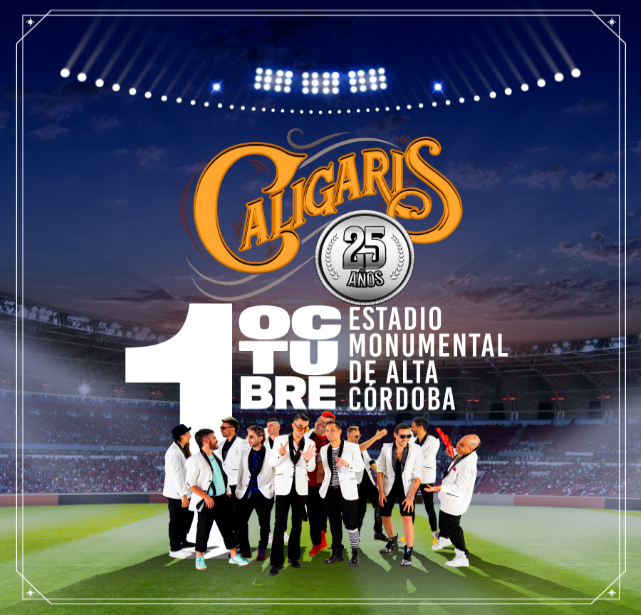 CALIGARIS
25
AÑOS
1
OC
TU
BRE
ESTADIO
MONUMENTAL
DE ALTA
CÓRDOBA